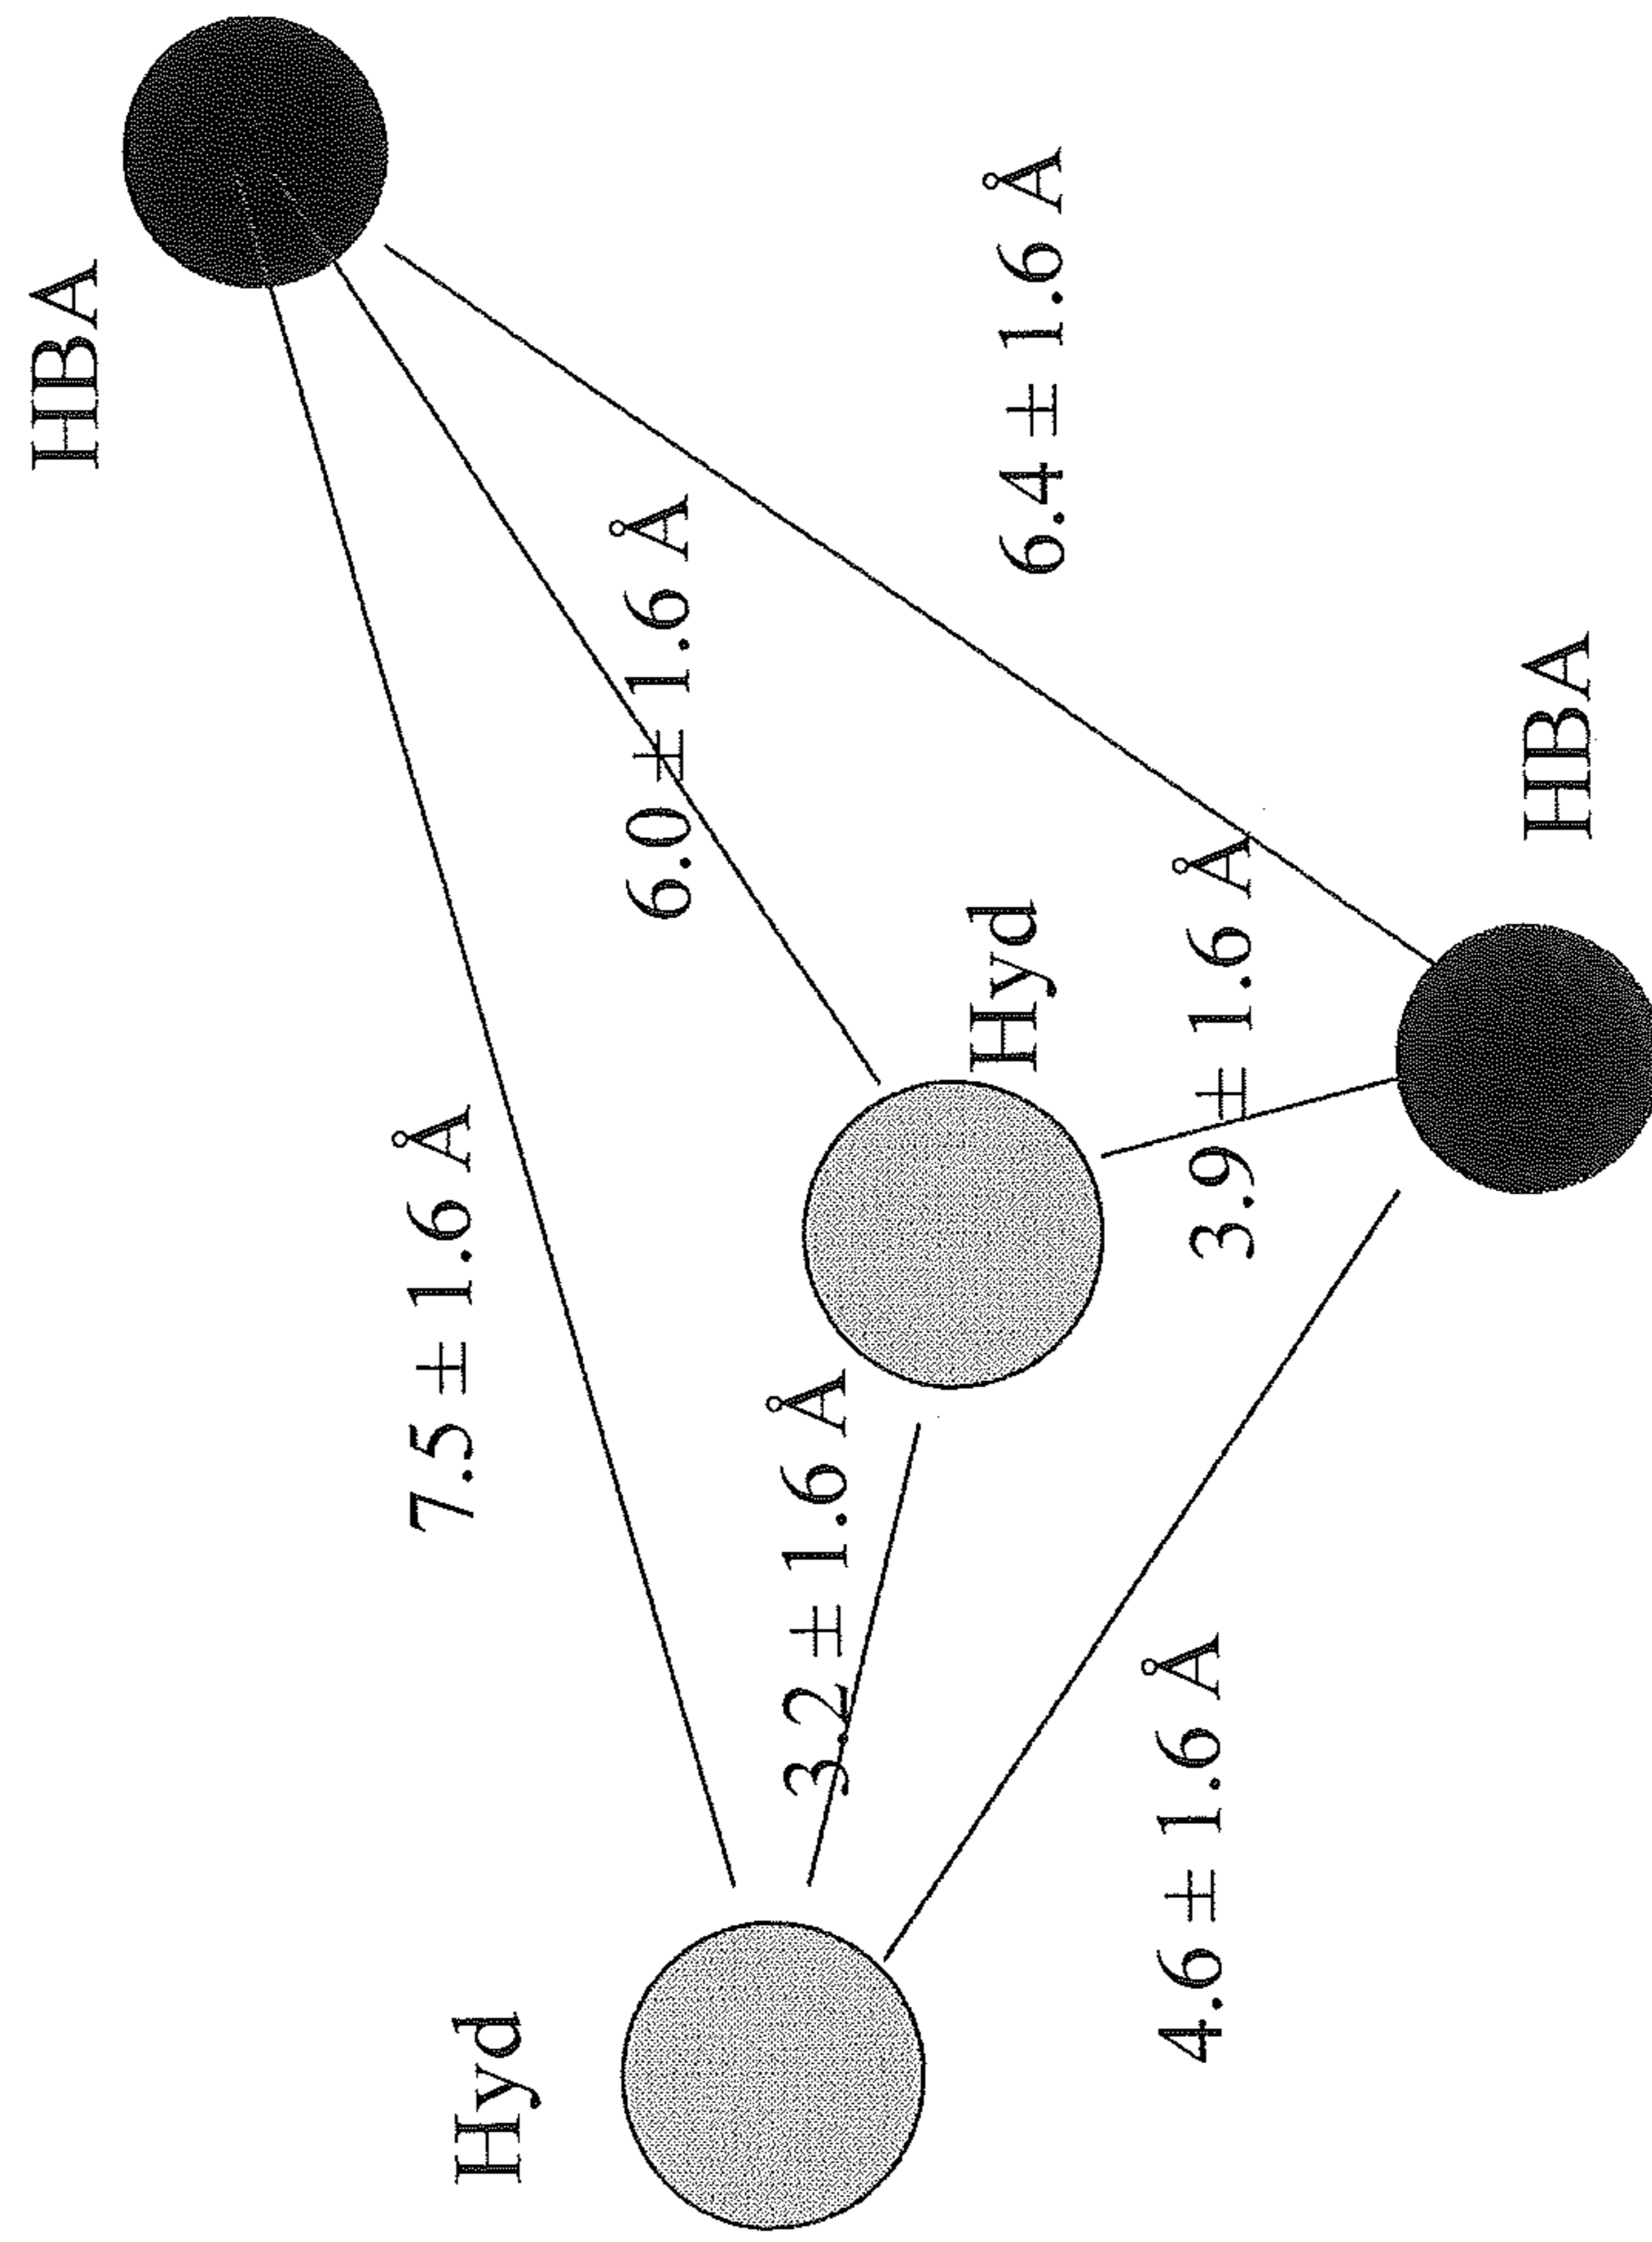 HBA
7.5 ± 1.6 Å
Hyd
6.0 ± 1.6 Å
3.2 ± 1.6 Å
Hyd
6.4 ± 1.6 Å
4.6 ± 1.6 Å
3.9 ± 1.6 Å
HBA